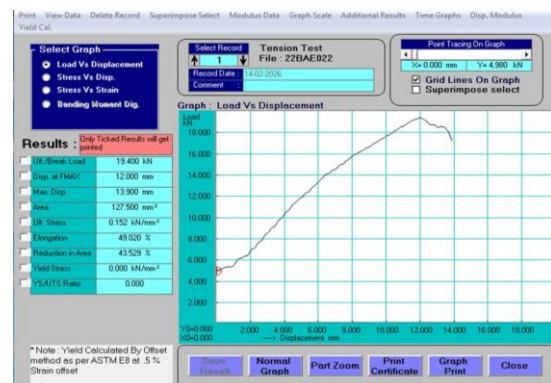 Print View Data Delete Record Superimpose Select Modulus Data Graph Scale Additional Results Time Graphs Disp. Modulus
Yield Cal.
Select Graph
Load Vs Displacement
Stress Vs Disp.
Stress Vs Strain
Bending Moment Dig.
Select Record
1
Tension Test
File : 22BAE022
Record Date : 14-02-2026
Comment :
Point Tracing On Graph
X= 0.000 mm Y= 4.980 kN
Grid Lines On Graph
Superimpose select
Graph : Load Vs Displacement
Results :
Only Ticked Results will get printed
Ult./Break Load 19.400 kN
Disp. at FMAX 12.000 mm
Max. Disp. 13.900 mm
Area 127.500 mm²
Ult. Stress 0.152 kN/mm²
Elongation 49.020 %
Reduction in Area 43.529 %
Yield Stress 0.000 kN/mm²
YS/UTS Ratio 0.000
Load
kN
18.000
16.000
14.000
12.000
10.000
8.000
6.000
4.000
2.000
Y0=0.000
X0=0.000
2.000 4.000 6.000 8.000 10.000 12.000 14.000 16.000 18.000
---> Displacement mm
* Note : Yield Calculated By Offset
method as per ASTM E8 at .5 %
Strain offset
Save Result
Normal Graph
Part Zoom
Print Certificate
Graph Print
Close